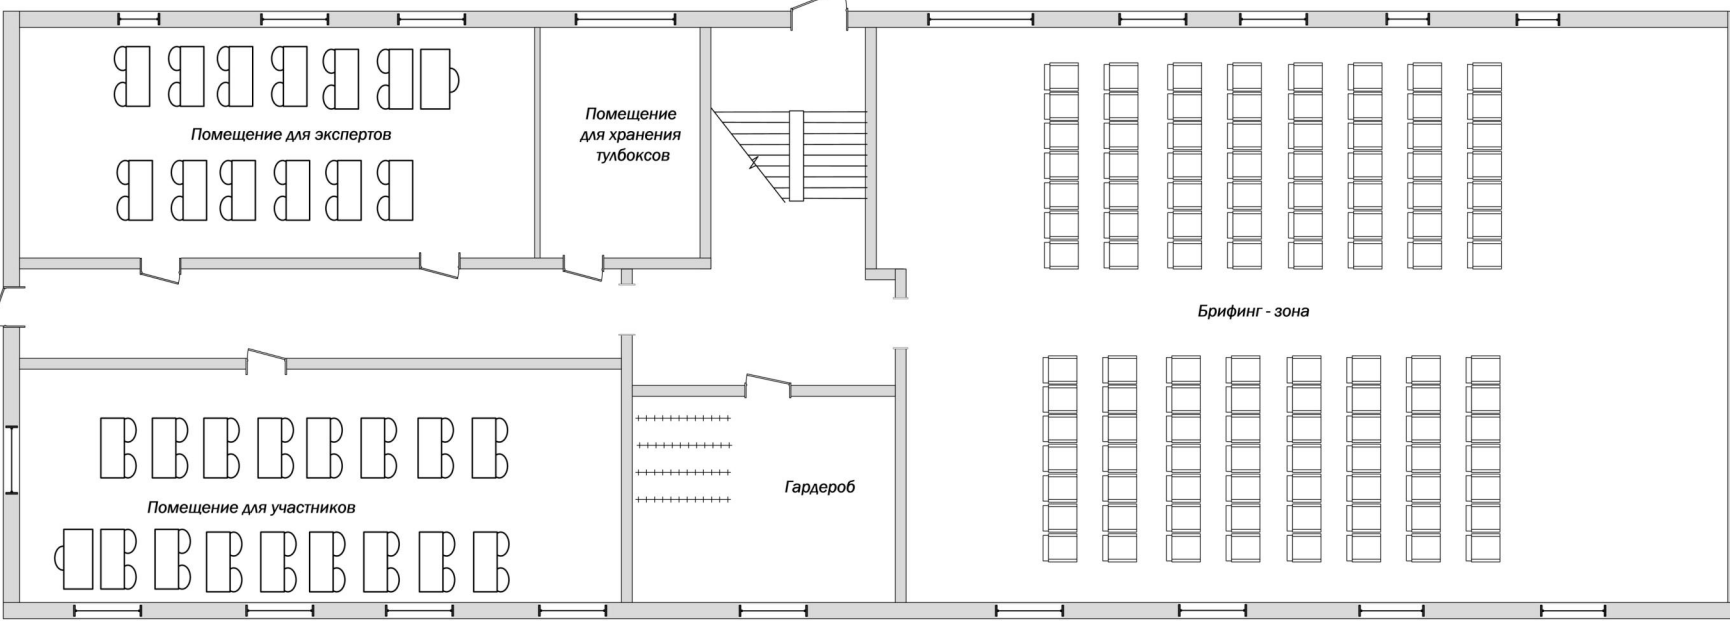 Помещение для экспертов
Помещение
для хранения
тулбоксов
Брифинг - зона
Гардероб
Помещение для участников